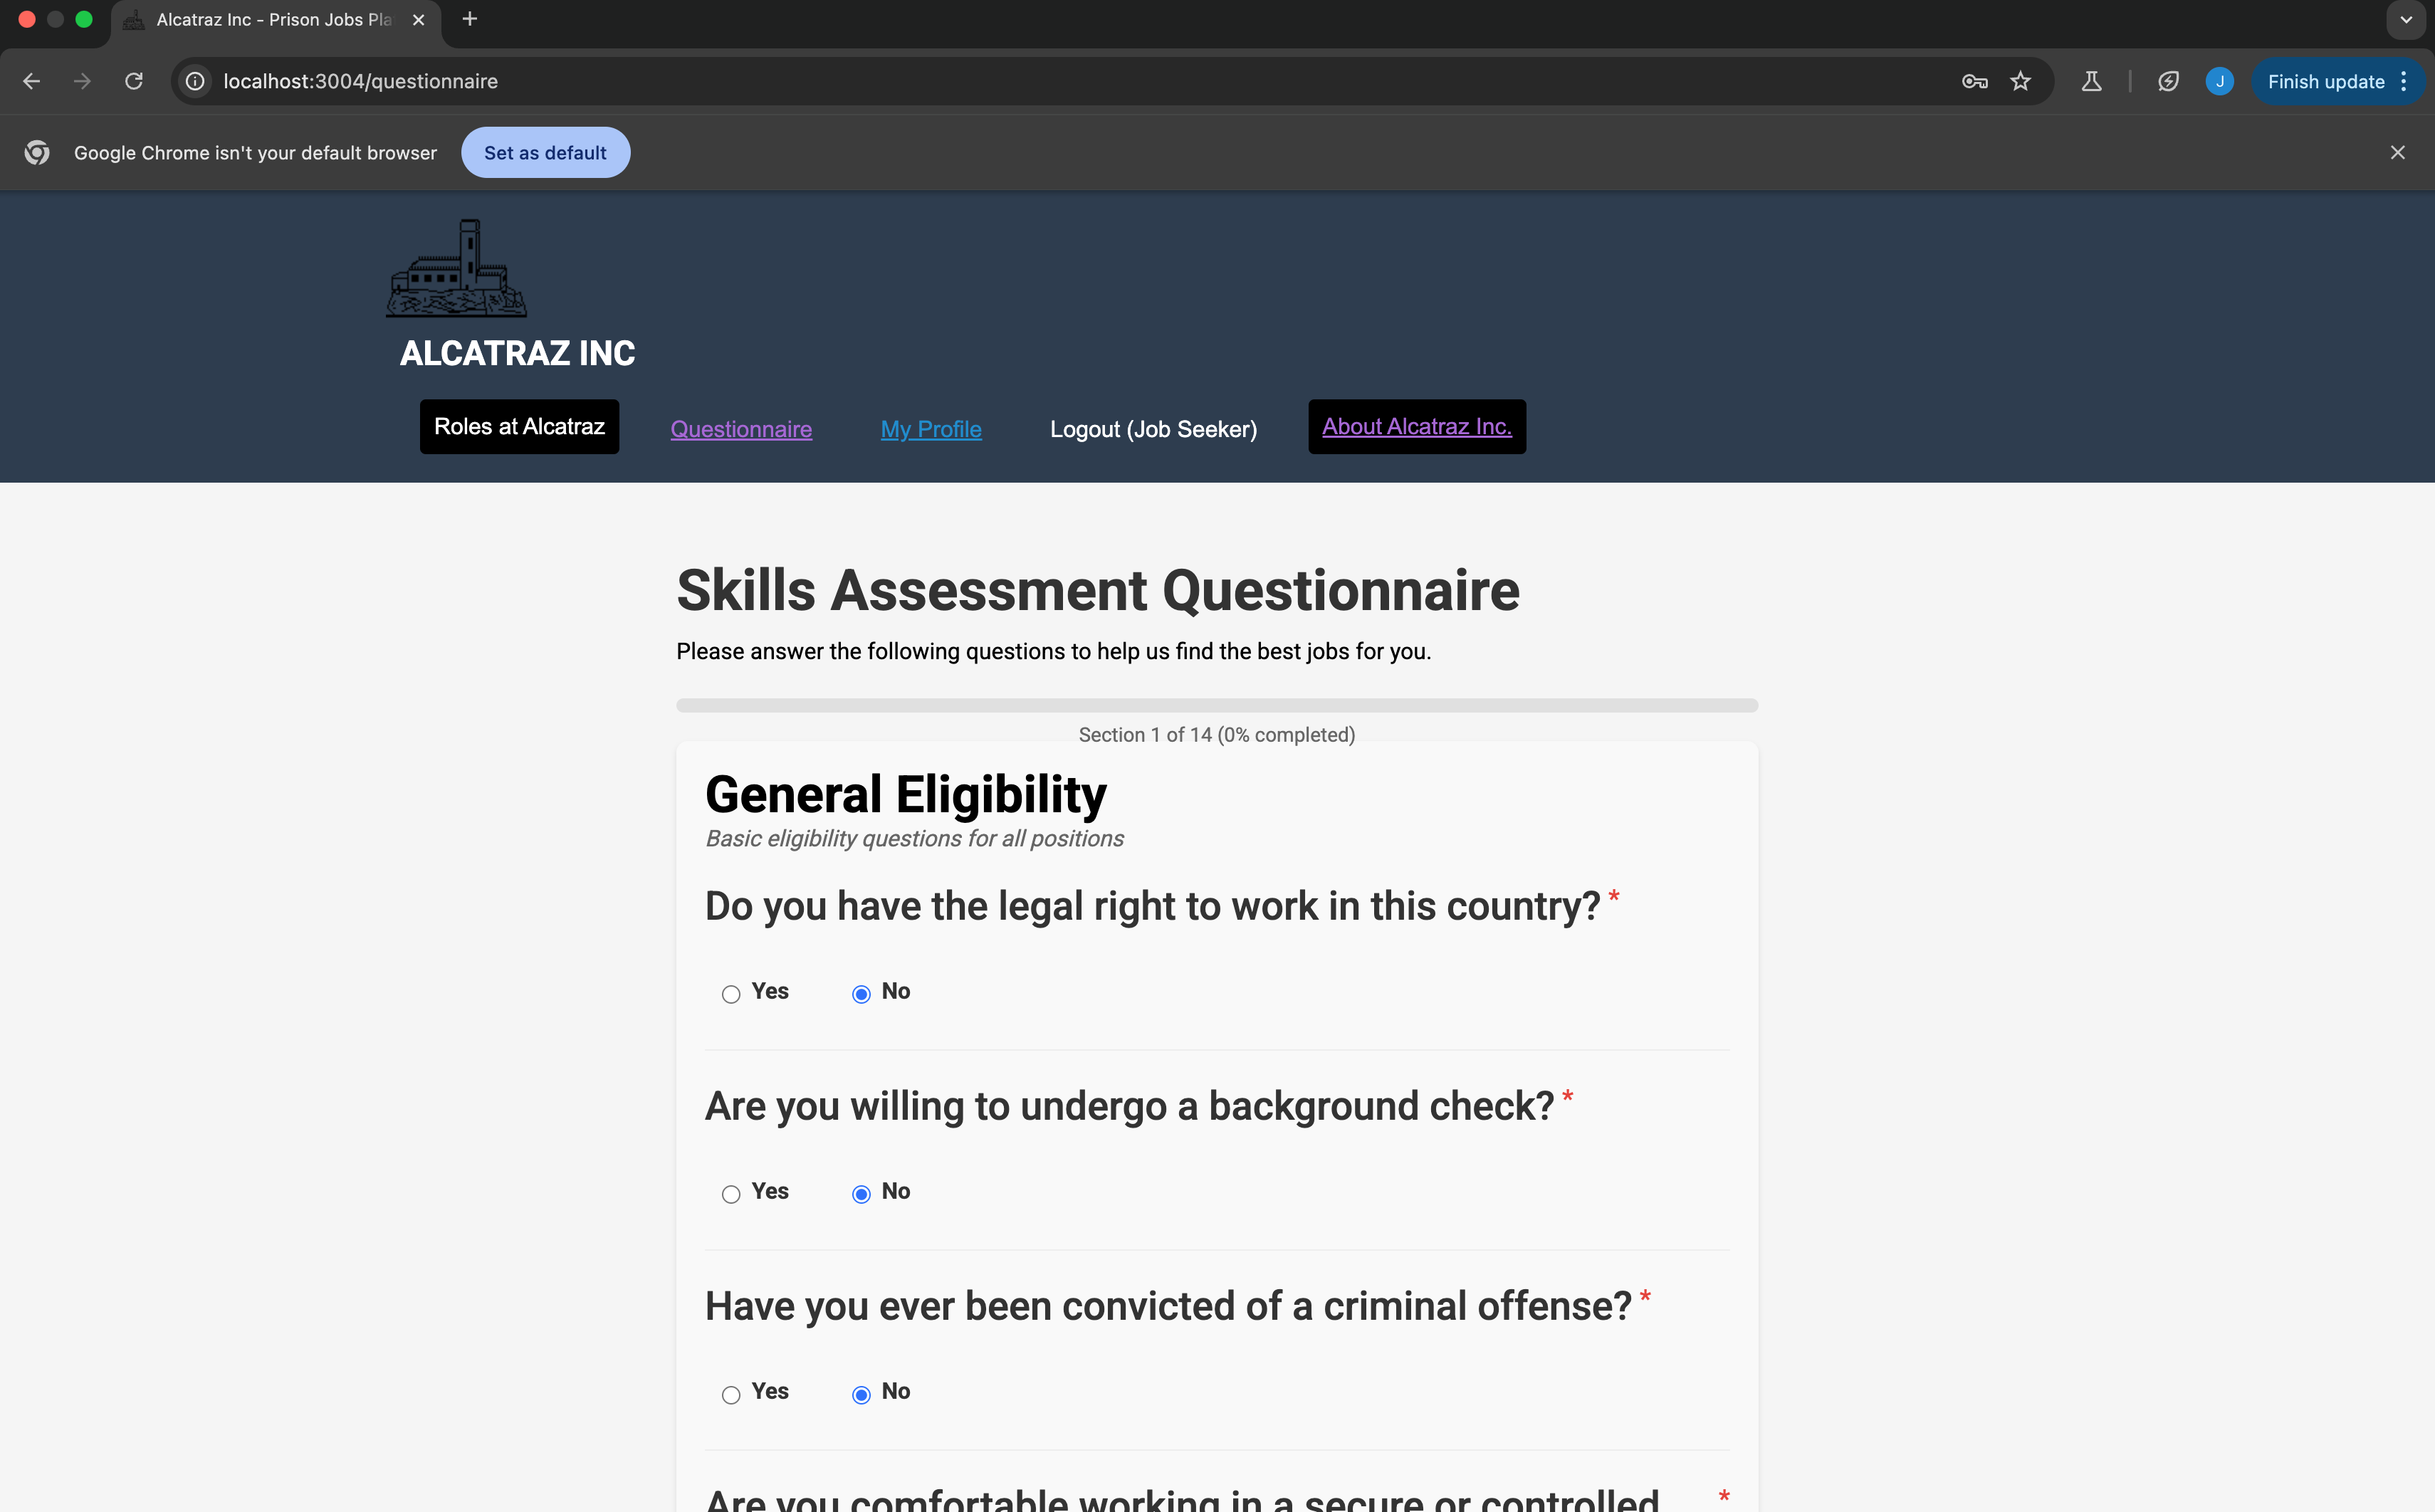 Alcatraz Inc - Prison Jobs Pla
localhost:3004/questionnaire
J
Finish update
Google Chrome isn't your default browser
Set as default
ALCATRAZ INC
Roles at Alcatraz
Questionnaire
My Profile
Logout (Job Seeker)
About Alcatraz Inc.
Skills Assessment Questionnaire
Please answer the following questions to help us find the best jobs for you.
Section 1 of 14 (0% completed)
General Eligibility
Basic eligibility questions for all positions
Do you have the legal right to work in this country? *
Yes No
Are you willing to undergo a background check? *
Yes No
Have you ever been convicted of a criminal offense? *
Yes No
Are you comfortable working in a secure or controlled *